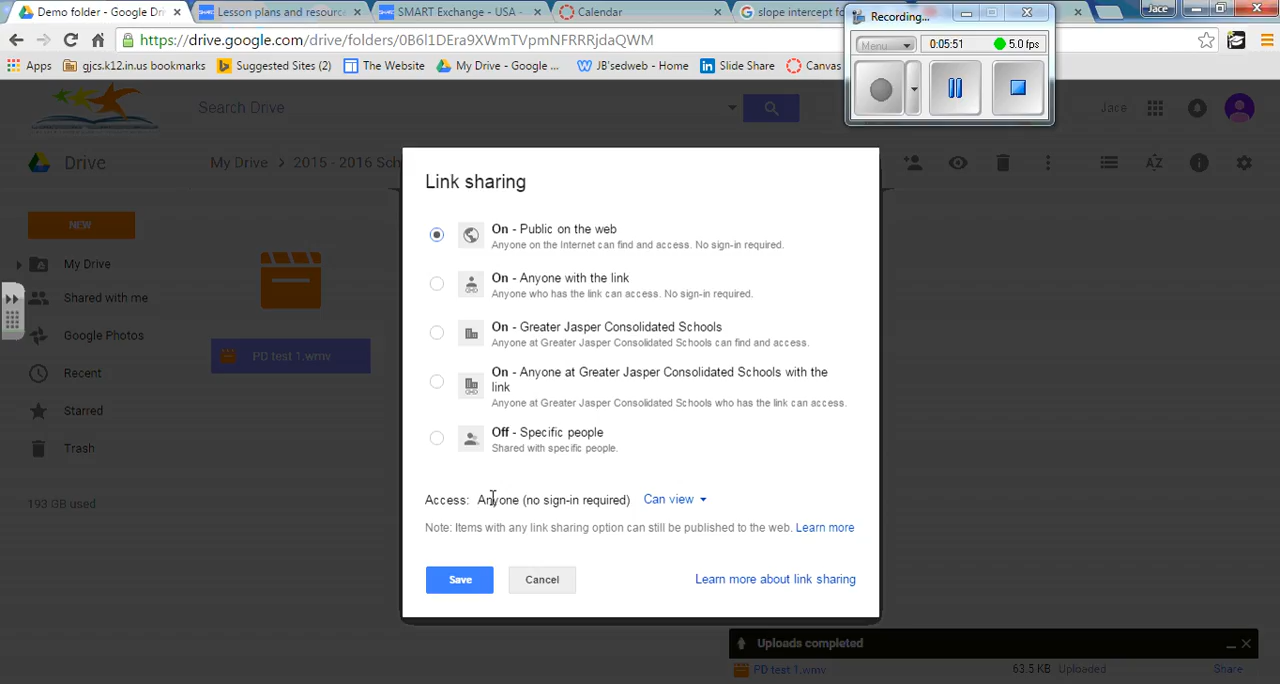 Demo folder - Google Dri
Lesson plans and resourc
SMART Exchange - USA -
Calendar
slope intercept fo
Recording...
Jace
https://drive.google.com/drive/folders/0B6l1DEra9XWmTVpmNFRRRjdaQWM
Menu
0:05:51
5.0 fps
Apps
gjcs.k12.in.us bookmarks
Suggested Sites (2)
The Website
My Drive - Google ...
JB'sedweb - Home
Slide Share
Canvas
Search Drive
Jace
Drive
My Drive > 2015 - 2016 Sch
Link sharing
NEW
On - Public on the web
Anyone on the Internet can find and access. No sign-in required.
My Drive
On - Anyone with the link
Anyone who has the link can access. No sign-in required.
Shared with me
On - Greater Jasper Consolidated Schools
Anyone at Greater Jasper Consolidated Schools can find and access.
Google Photos
PD test 1.wmv
Recent
On - Anyone at Greater Jasper Consolidated Schools with the
link
Anyone at Greater Jasper Consolidated Schools who has the link can access.
Starred
Off - Specific people
Shared with specific people.
Trash
193 GB used
Access: Anyone (no sign-in required) Can view
Note: Items with any link sharing option can still be published to the web. Learn more
Save
Cancel
Learn more about link sharing
Uploads completed
PD test 1.wmv
63.5 KB Uploaded
Share